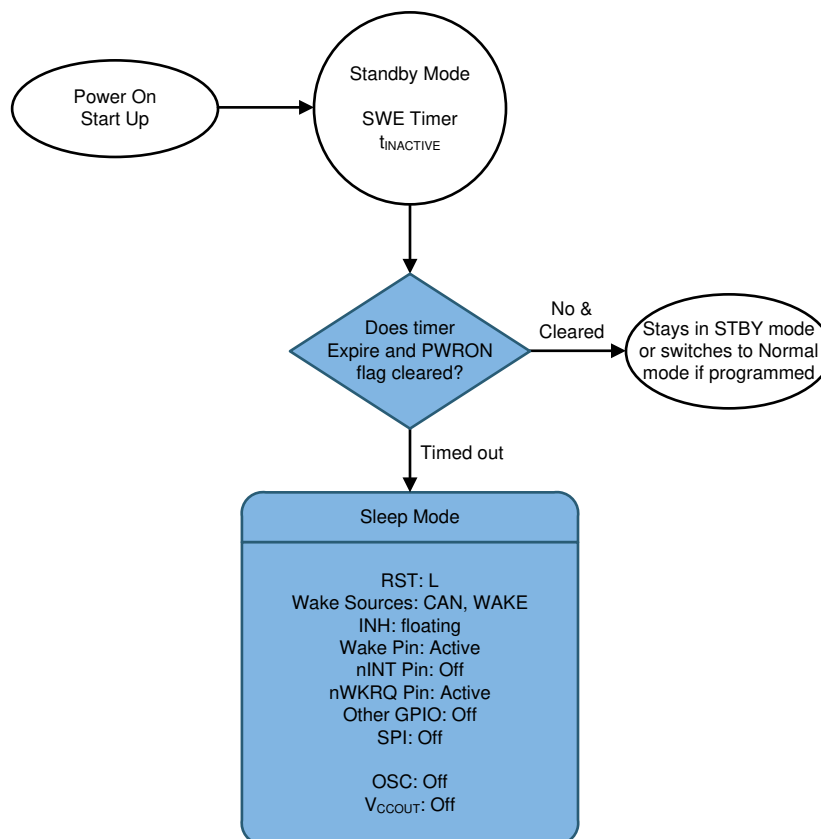 Power On
Start Up
Standby Mode
SWE Timer
tINACTIVE
Does timer
Expire and PWRON
flag cleared?
No &
Cleared
Stays in STBY mode
or switches to Normal
mode if programmed
Timed out
Sleep Mode
RST: L
Wake Sources: CAN, WAKE
INH: floating
Wake Pin: Active
nINT Pin: Off
nWKRQ Pin: Active
Other GPIO: Off
SPI: Off
OSC: Off
VCCOUT: Off